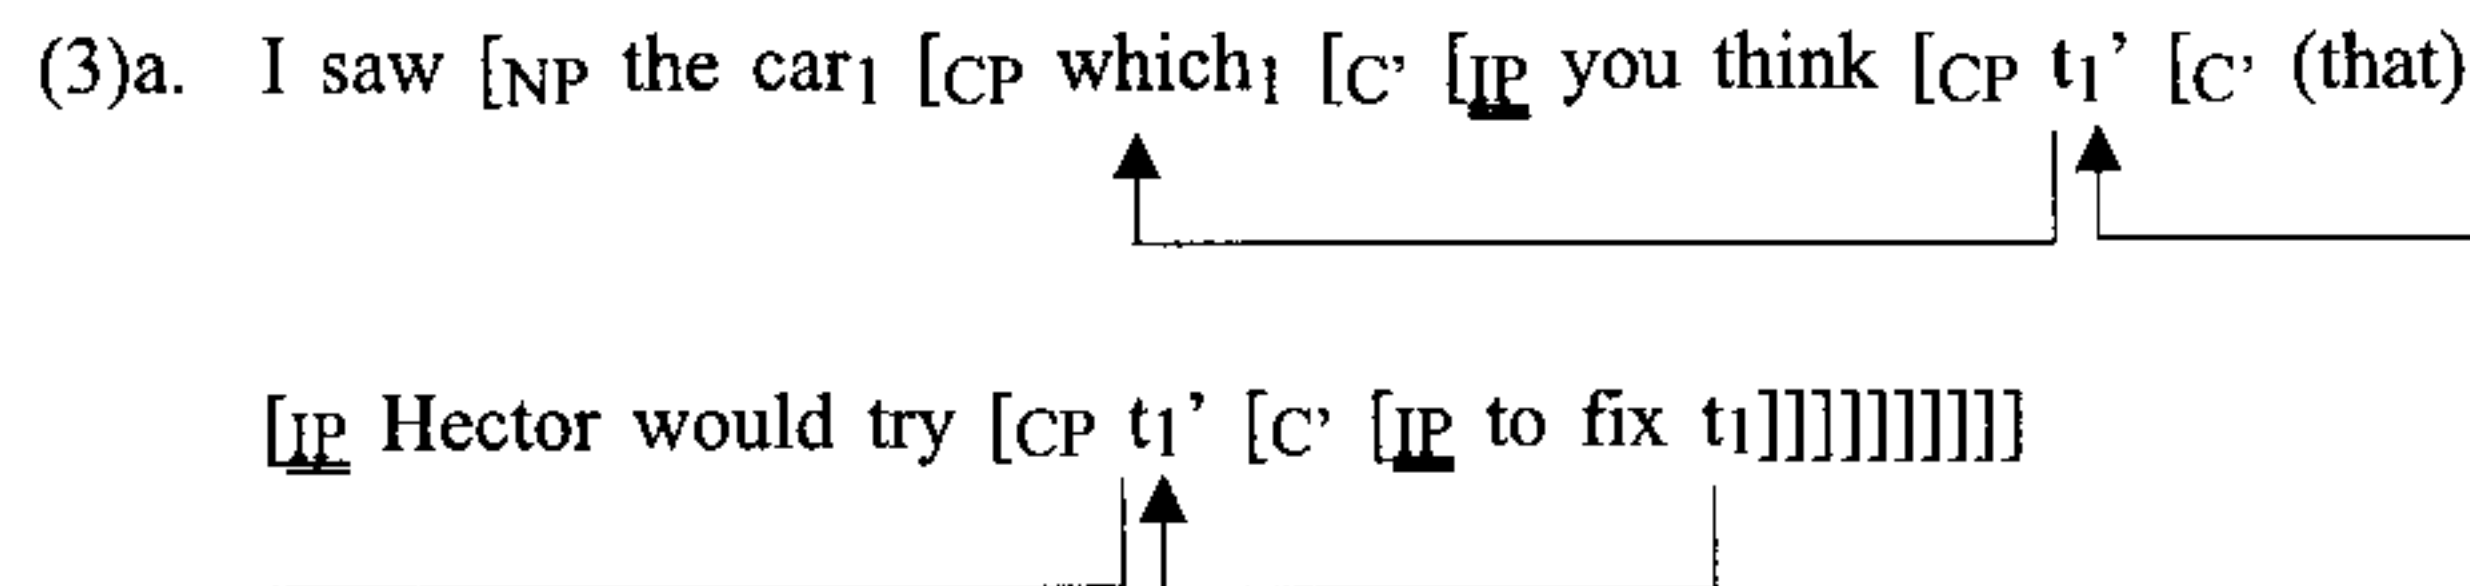 (3)a. I saw [NP the car1 [CP which1 [C’ [IP you think [CP t1’ [C’ (that)
[IP Hector would try [CP t1’ [C’ [IP to fix t1]]]]]]]]]]